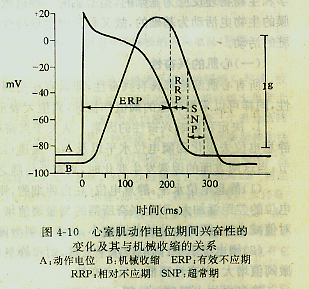 +20
0
mV
-20
-40
-60
-80
-100
ERP
RRP
SNP
1g
A
B
0
100
200
300
时间(ms)
图 4-10 心室肌动作电位期间兴奋性的
变化及其与机械收缩的关系
A:动作电位 B:机械收缩 ERP:有效不应期
RRP:相对不应期 SNP:超常期